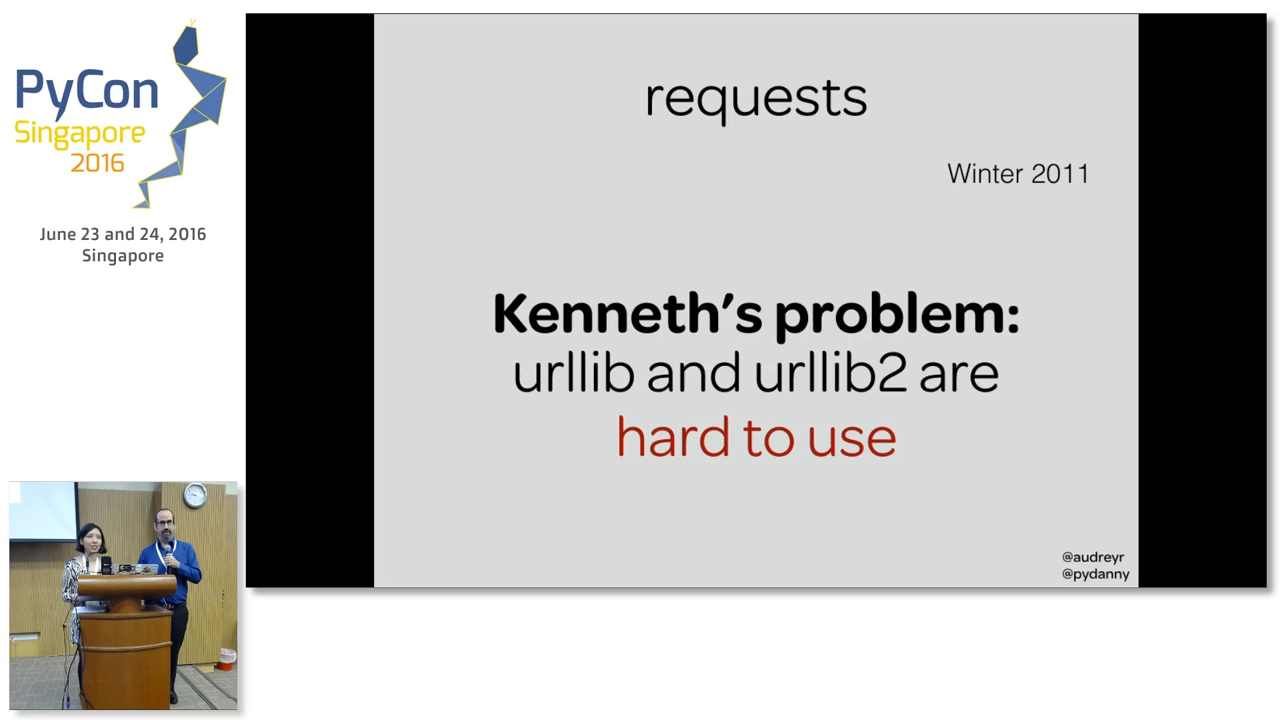 PyCon
Singapore
2016
June 23 and 24, 2016
Singapore
requests
Winter 2011
Kenneth's problem:
urllib and urllib2 are
hard to use
@audreyr
@pydanny